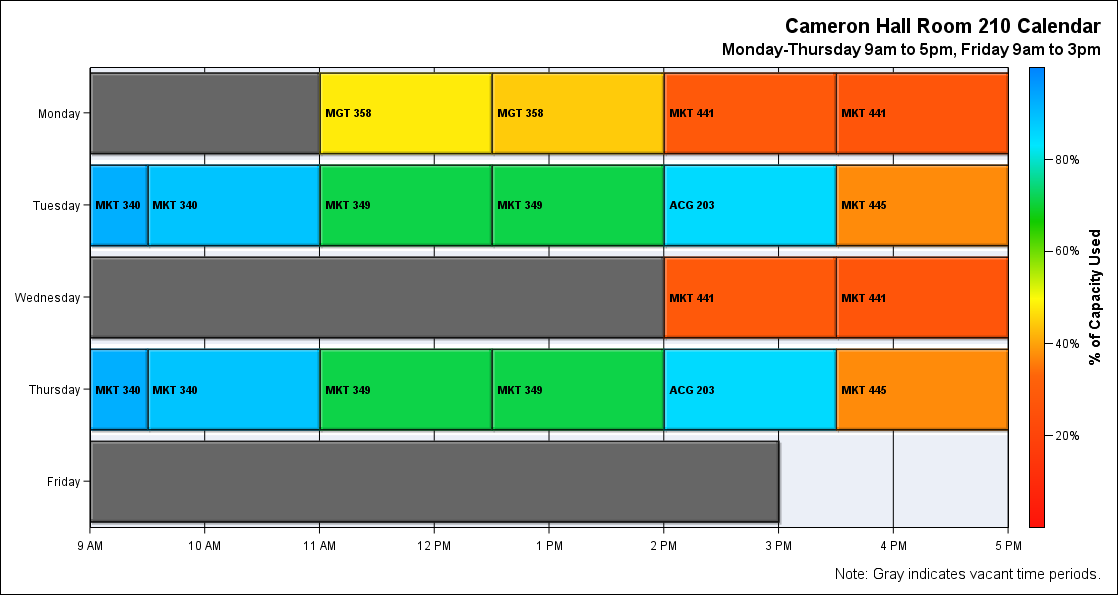 Cameron Hall Room 210 Calendar
Monday-Thursday 9am to 5pm, Friday 9am to 3pm
Monday
MGT 358
MGT 358
MKT 441
MKT 441
Tuesday
MKT 340
MKT 340
MKT 349
MKT 349
ACG 203
MKT 445
Wednesday
MKT 441
MKT 441
Thursday
MKT 340
MKT 340
MKT 349
MKT 349
ACG 203
MKT 445
Friday
9 AM
10 AM
11 AM
12 PM
1 PM
2 PM
3 PM
4 PM
5 PM
80%
60%
40%
20%
% of Capacity Used
Note: Gray indicates vacant time periods.